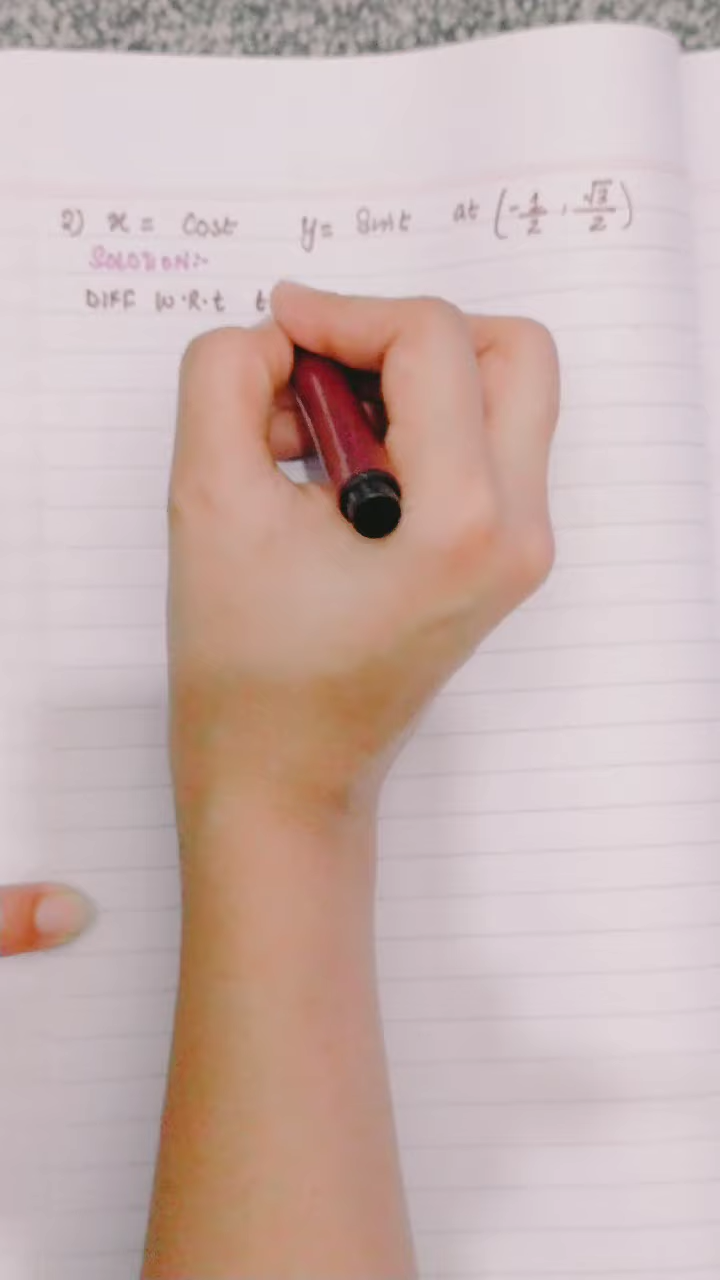 2) x = cost y = sint at (-1/2, √3/2)
SOLUTION:-
DIFF W.R.t t